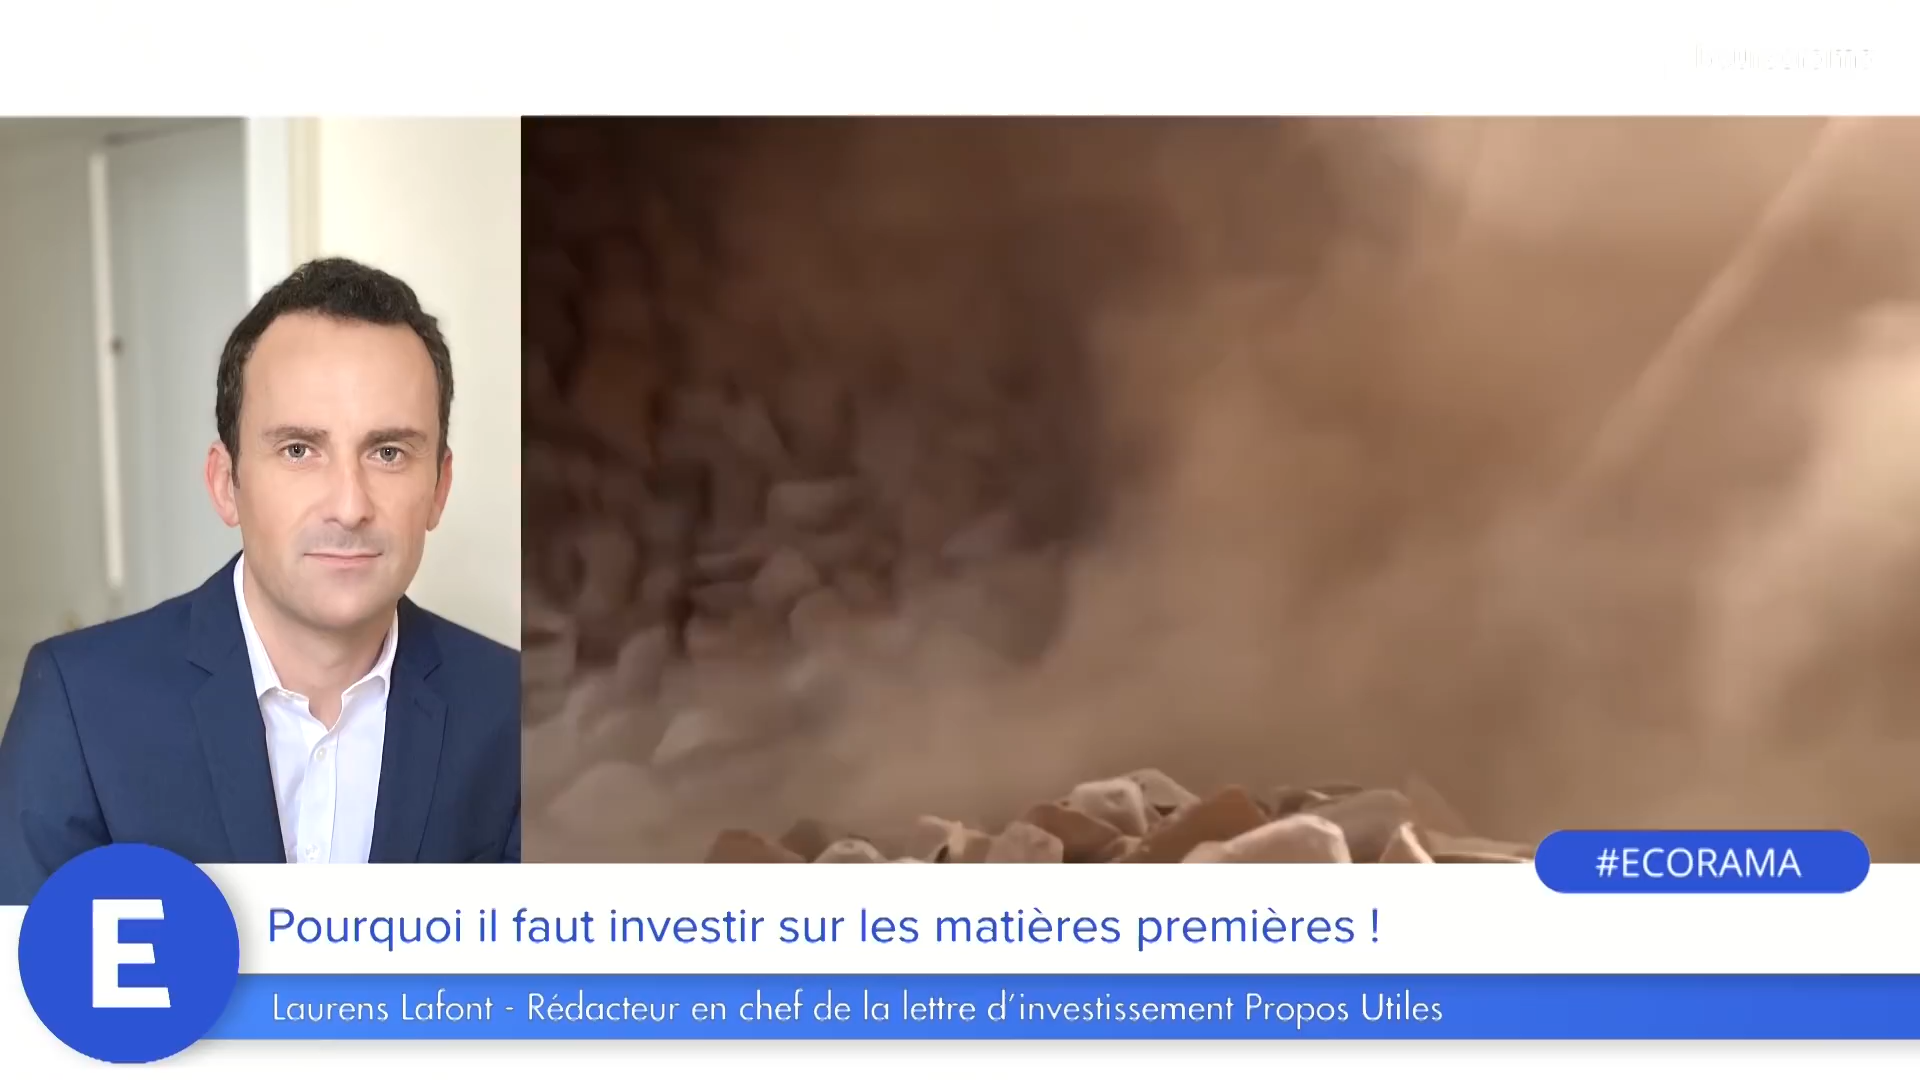 #ECORAMA
E
Pourquoi il faut investir sur les matières premières !
Laurens Lafont - Rédacteur en chef de la lettre d'investissement Propos Utiles